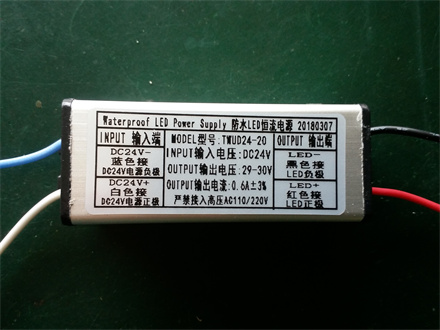 Waterproof LED Power Supply 防水LED恒流电源 20180307
INPUT 输入端
DC24V-
蓝色接
DC24V电源负极
DC24V+
白色接
DC24V电源正极
MODEL型号: TWUD24-20
INPUT输入电压: DC24V
OUTPUT输出电压: 29-30V
OUTPUT输出电流: 0.6A±3%
严禁接入高压AC110/220V
OUTPUT 输出端
LED-
黑色接
LED负极
LED+
红色接
LED正极